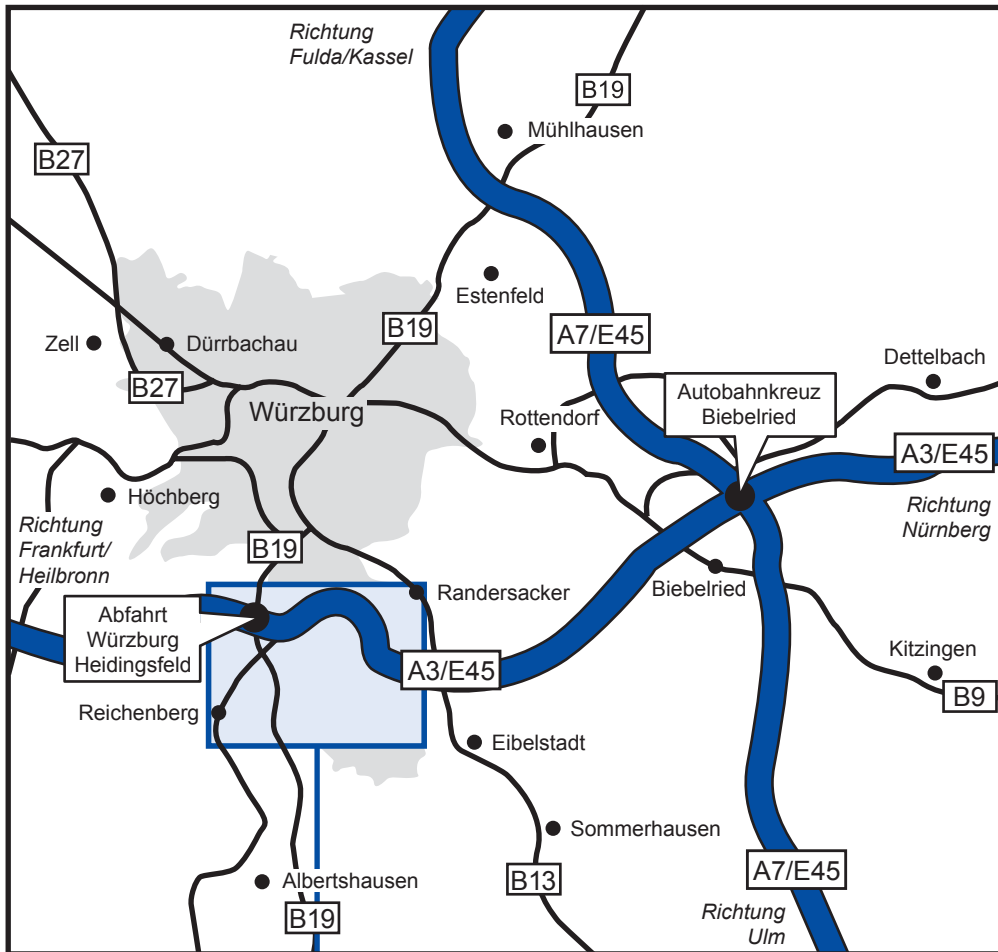 Richtung
Fulda/Kassel
B19
Mühlhausen
B27
Estenfeld
B19
A7/E45
Zell
Dürrbachau
Dettelbach
B27
Autobahnkreuz
Biebelried
Würzburg
Rottendorf
A3/E45
Höchberg
Richtung
Nürnberg
Richtung
Frankfurt/
Heilbronn
B19
Biebelried
Randersacker
Abfahrt
Würzburg
Heidingsfeld
A3/E45
Kitzingen
B9
Reichenberg
Eibelstadt
Sommerhausen
A7/E45
Albertshausen
B13
B19
Richtung
Ulm